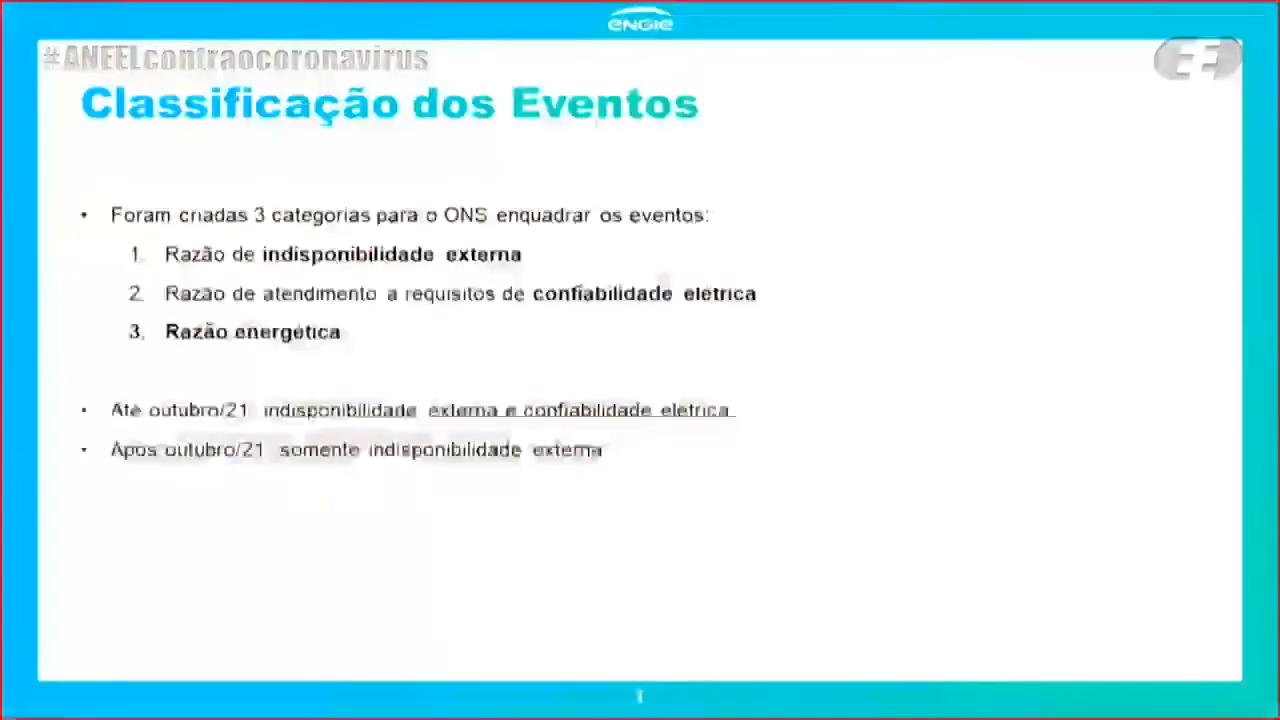 ENGIE
#ANEELcontraocoronavirus
Classificação dos Eventos
• Foram criadas 3 categorias para o ONS enquadrar os eventos:
1. Razão de indisponibilidade externa
2. Razão de atendimento a requisitos de confiabilidade elétrica
3. Razão energética
• Até outubro/21 indisponibilidade externa e confiabilidade elétrica
• Após outubro/21 somente indisponibilidade externa